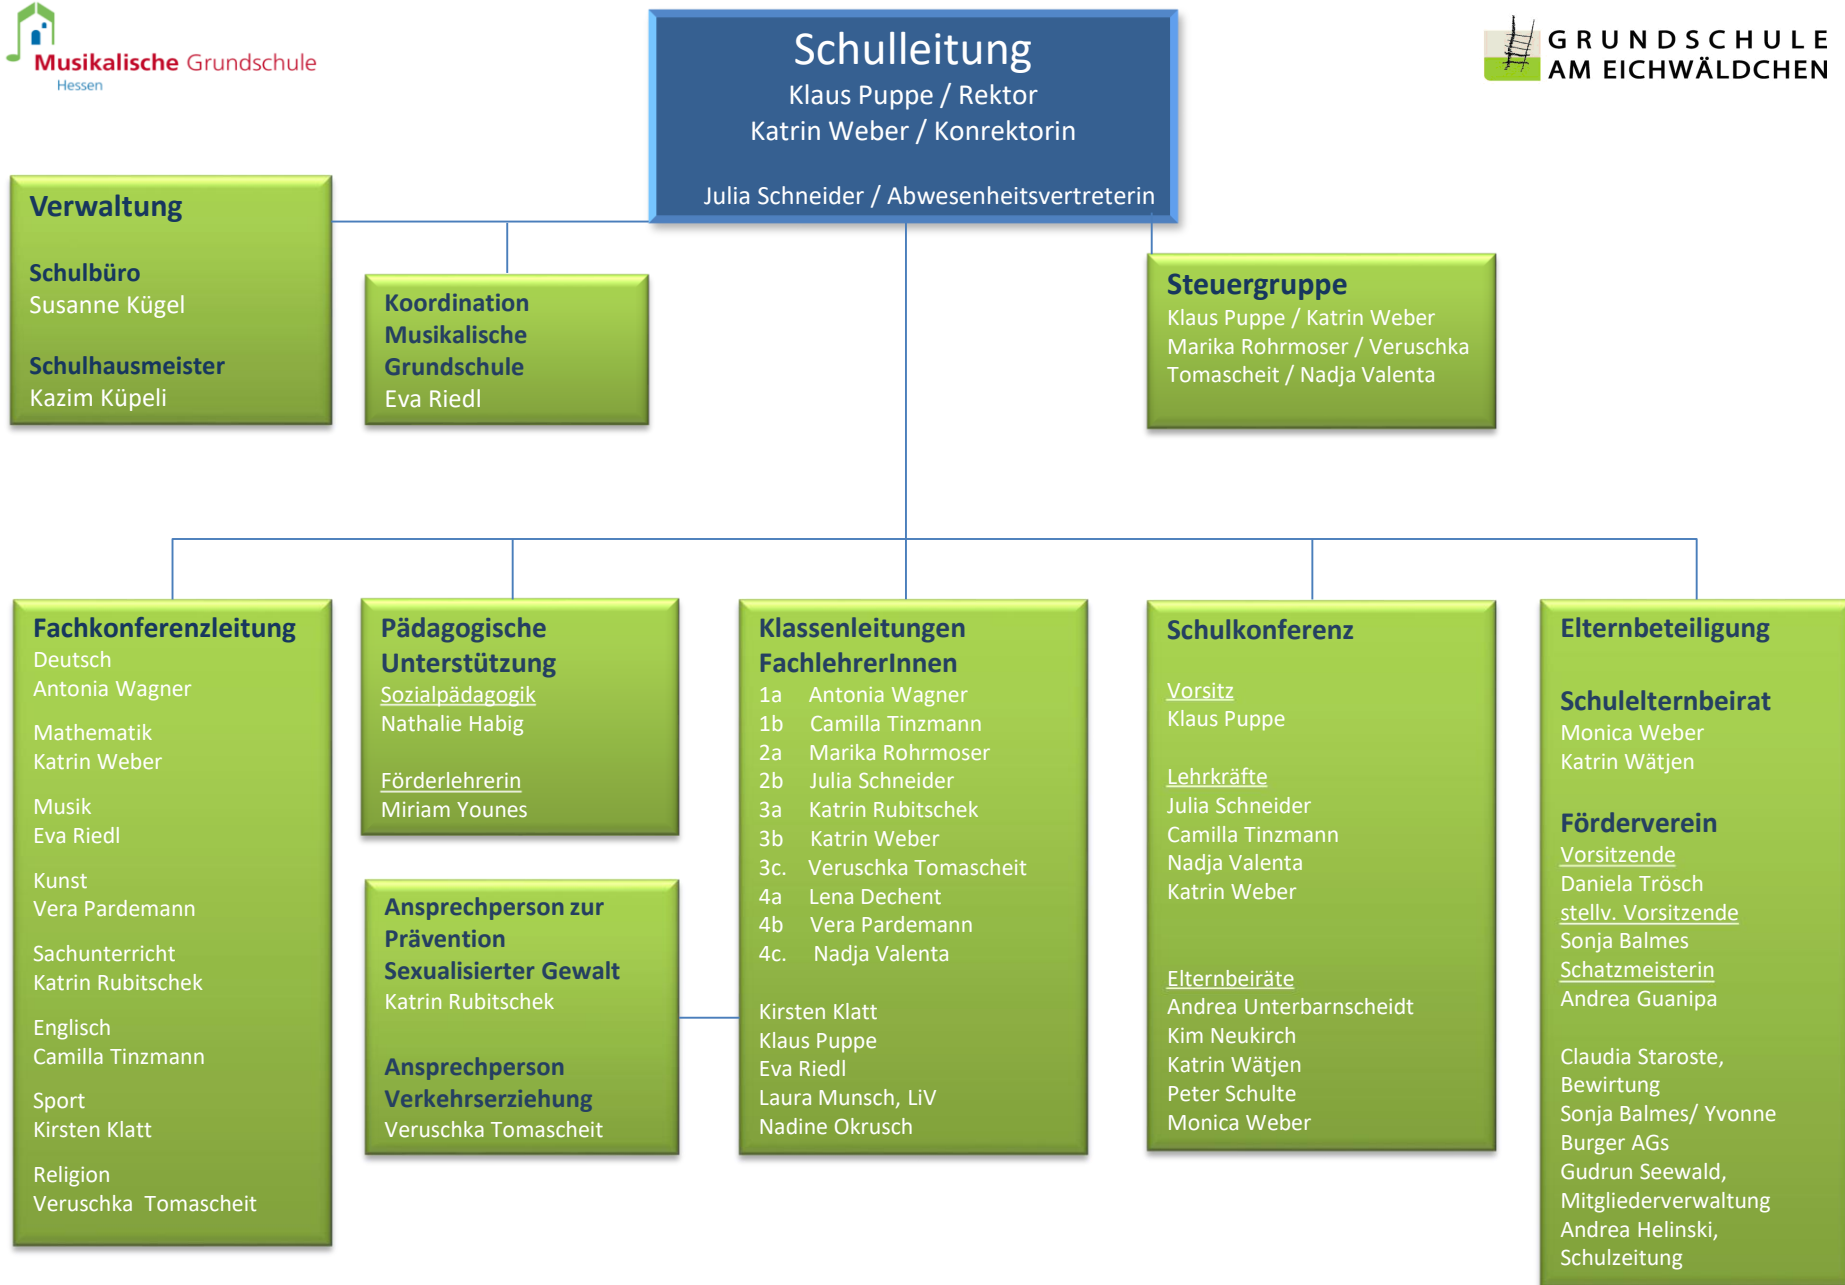 Musikalische Grundschule
Hessen
Schulleitung
Klaus Puppe / Rektor
Katrin Weber / Konrektorin
Julia Schneider / Abwesenheitsvertreterin
GRUNDSCHULE
AM EICHWÄLDCHEN
Verwaltung
Schulbüro
Susanne Kügel
Schulhausmeister
Kazim Küpeli
Koordination
Musikalische
Grundschule
Eva Riedl
Steuergruppe
Klaus Puppe / Katrin Weber
Marika Rohrmoser / Veruschka
Tomascheit / Nadja Valenta
Fachkonferenzleitung
Deutsch
Antonia Wagner
Mathematik
Katrin Weber
Musik
Eva Riedl
Kunst
Vera Pardemann
Sachunterricht
Katrin Rubitschek
Englisch
Camilla Tinzmann
Sport
Kirsten Klatt
Religion
Veruschka Tomascheit
Pädagogische
Unterstützung
Sozialpädagogik
Nathalie Habig
Förderlehrerin
Miriam Younes
Ansprechperson zur
Prävention
Sexualisierter Gewalt
Katrin Rubitschek
Ansprechperson
Verkehrserziehung
Veruschka Tomascheit
Klassenleitungen
FachlehrerInnen
1a Antonia Wagner
1b Camilla Tinzmann
2a Marika Rohrmoser
2b Julia Schneider
3a Katrin Rubitschek
3b Katrin Weber
3c. Veruschka Tomascheit
4a Lena Dechent
4b Vera Pardemann
4c. Nadja Valenta
Kirsten Klatt
Klaus Puppe
Eva Riedl
Laura Munsch, LiV
Nadine Okrusch
Schulkonferenz
Vorsitz
Klaus Puppe
Lehrkräfte
Julia Schneider
Camilla Tinzmann
Nadja Valenta
Katrin Weber
Elternbeiräte
Andrea Unterbarnscheidt
Kim Neukirch
Katrin Wätjen
Peter Schulte
Monica Weber
Elternbeteiligung
Schulelternbeirat
Monica Weber
Katrin Wätjen
Förderverein
Vorsitzende
Daniela Trösch
stellv. Vorsitzende
Sonja Balmes
Schatzmeisterin
Andrea Guanipa
Claudia Staroste,
Bewirtung
Sonja Balmes/ Yvonne
Burger AGs
Gudrun Seewald,
Mitgliederverwaltung
Andrea Helinski,
Schulzeitung